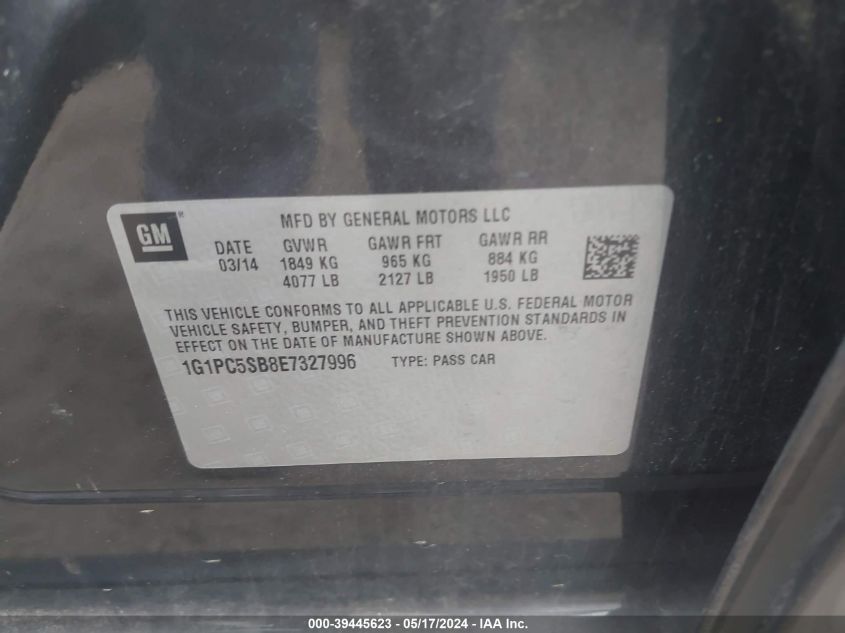 GM
MFD BY GENERAL MOTORS LLC
DATE GVWR GAWR FRT GAWR RR
03/14 1849 KG 965 KG 884 KG
4077 LB 2127 LB 1950 LB
THIS VEHICLE CONFORMS TO ALL APPLICABLE U.S. FEDERAL MOTOR
VEHICLE SAFETY, BUMPER, AND THEFT PREVENTION STANDARDS IN
EFFECT ON THE DATE OF MANUFACTURE SHOWN ABOVE.
1G1PC5SB8E7327996 TYPE: PASS CAR
000-39445623 - 05/17/2024 - IAA Inc.